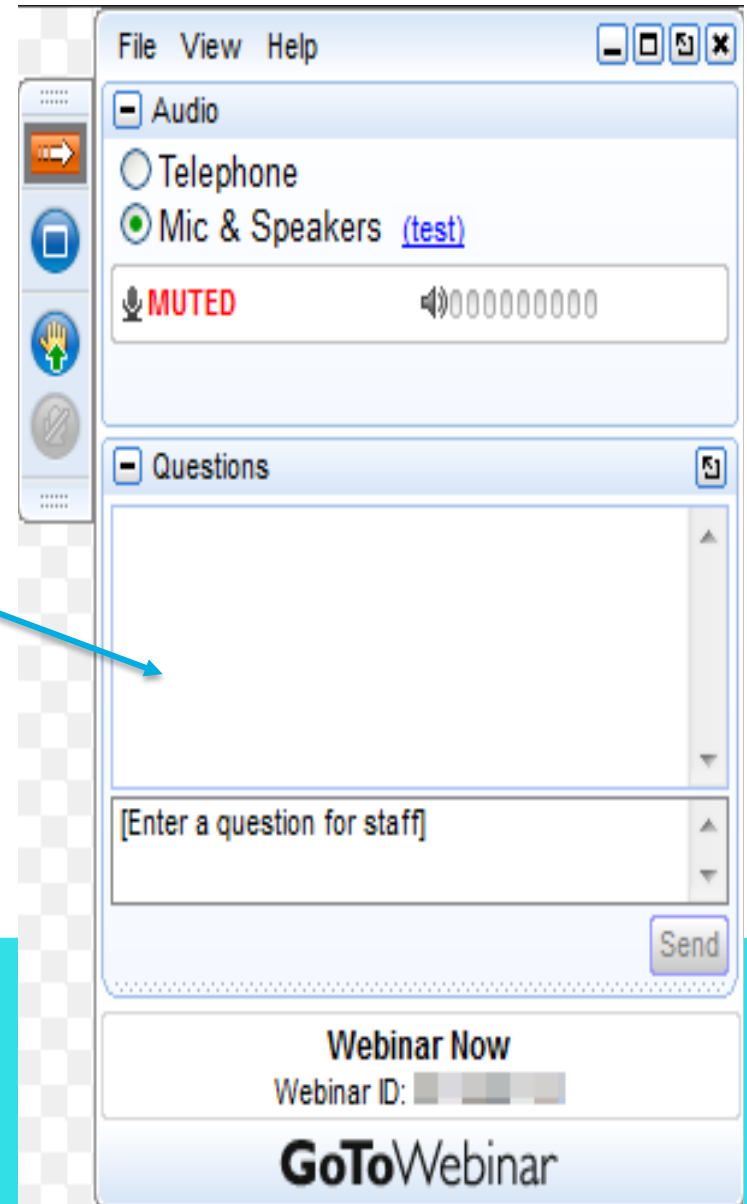 File View Help
Audio
Telephone
Mic & Speakers (test)
MUTED 000000000
Questions
[Enter a question for staff]
Send
Webinar Now
Webinar ID:
GoToWebinar